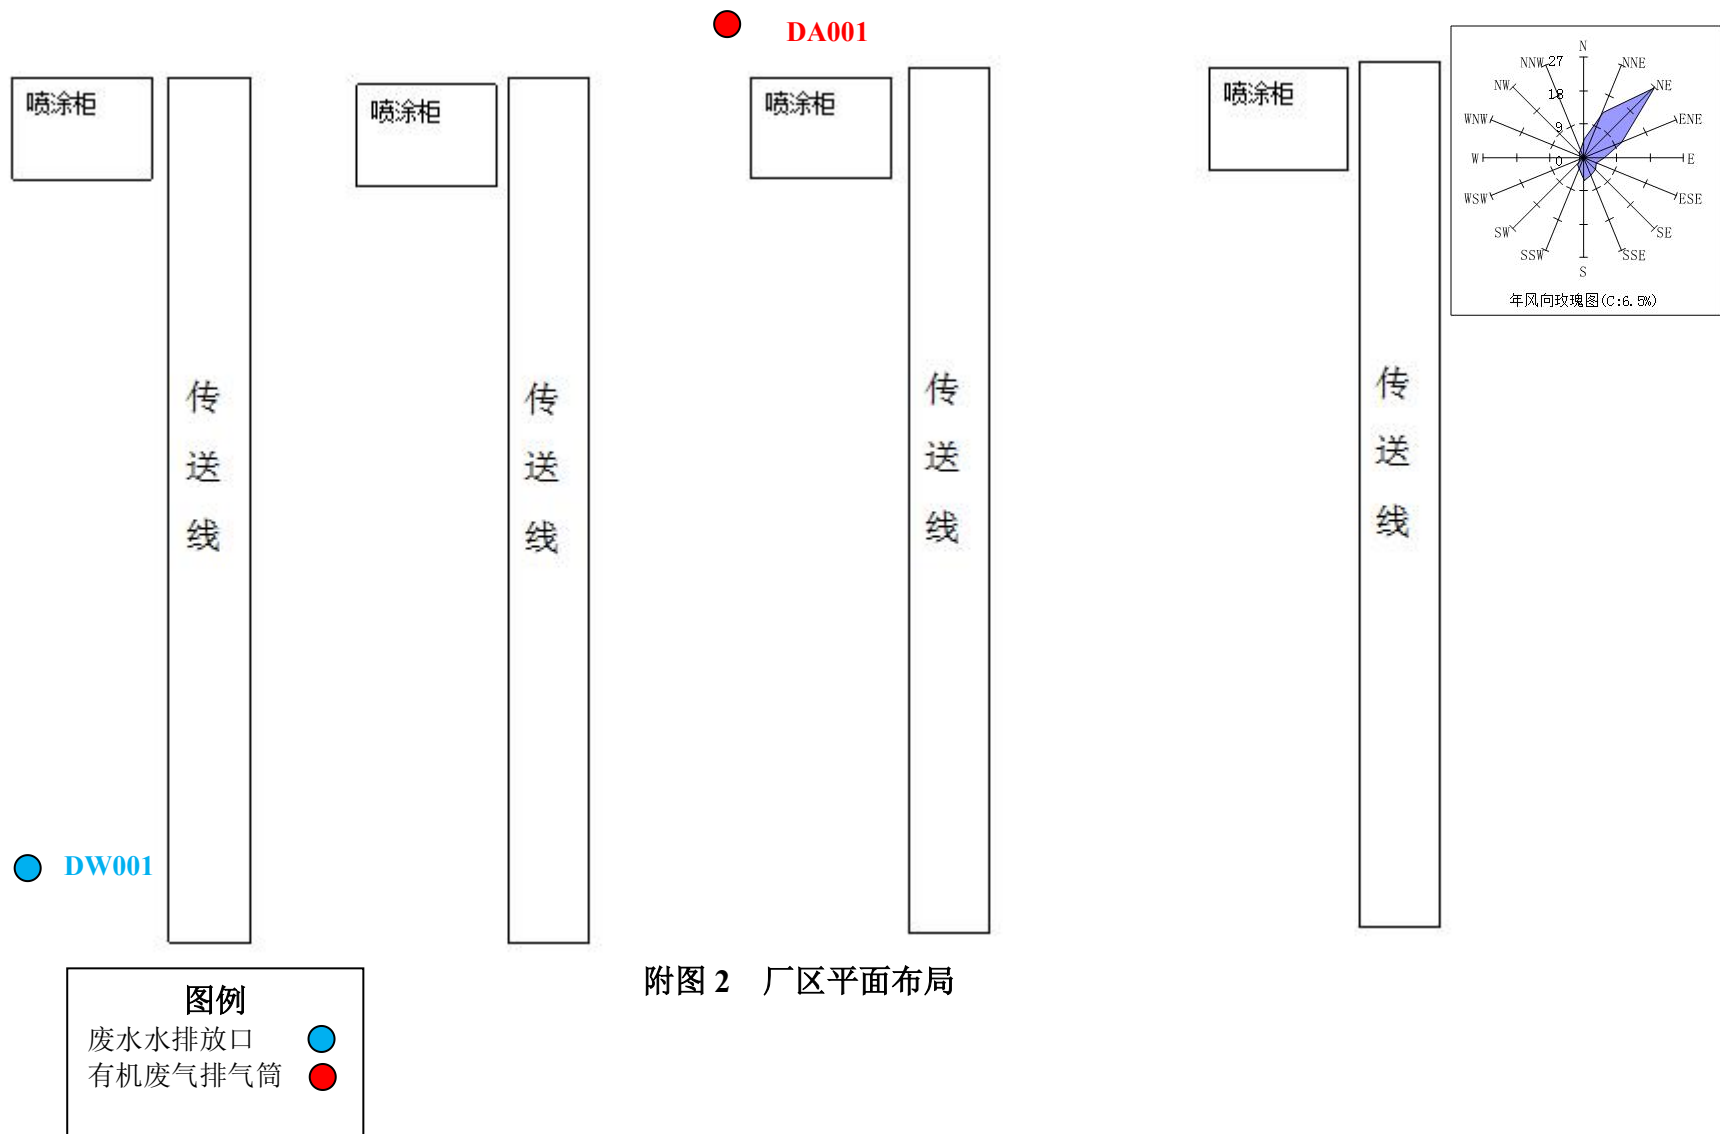 DA001
喷涂柜
喷涂柜
喷涂柜
喷涂柜
传
送
线
传
送
线
传
送
线
传
送
线
N
NNW
27
NNE
NW
18
NE
WNW
9
ENE
W
0
E
WSW
ESE
SW
SE
SSW
SSE
S
年风向玫瑰图(C:6.5%)
DW001
附图 2 厂区平面布局
图例
废水水排放口
有机废气排气筒